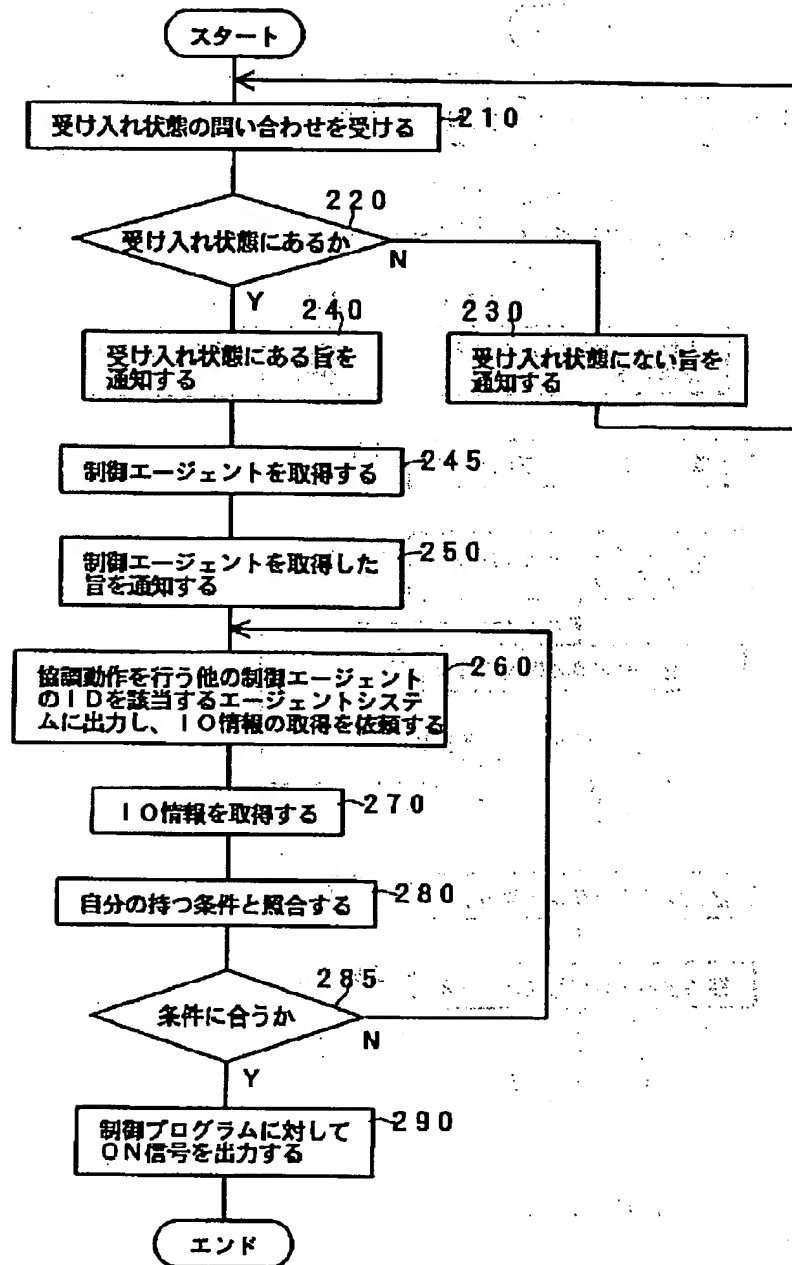 スタート
受け入れ状態の問い合わせを受ける
210
220
受け入れ状態にあるか
N
Y
240
230
受け入れ状態にある旨を
通知する
受け入れ状態にない旨を
通知する
制御エージェントを取得する
245
制御エージェントを取得した
旨を通知する
250
協調動作を行う他の制御エージェント
のIDを該当するエージェントシステ
ムに出力し、IO情報の取得を依頼する
260
IO情報を取得する
270
自分の持つ条件と照合する
280
285
条件に合うか
N
Y
制御プログラムに対して
ON信号を出力する
290
エンド